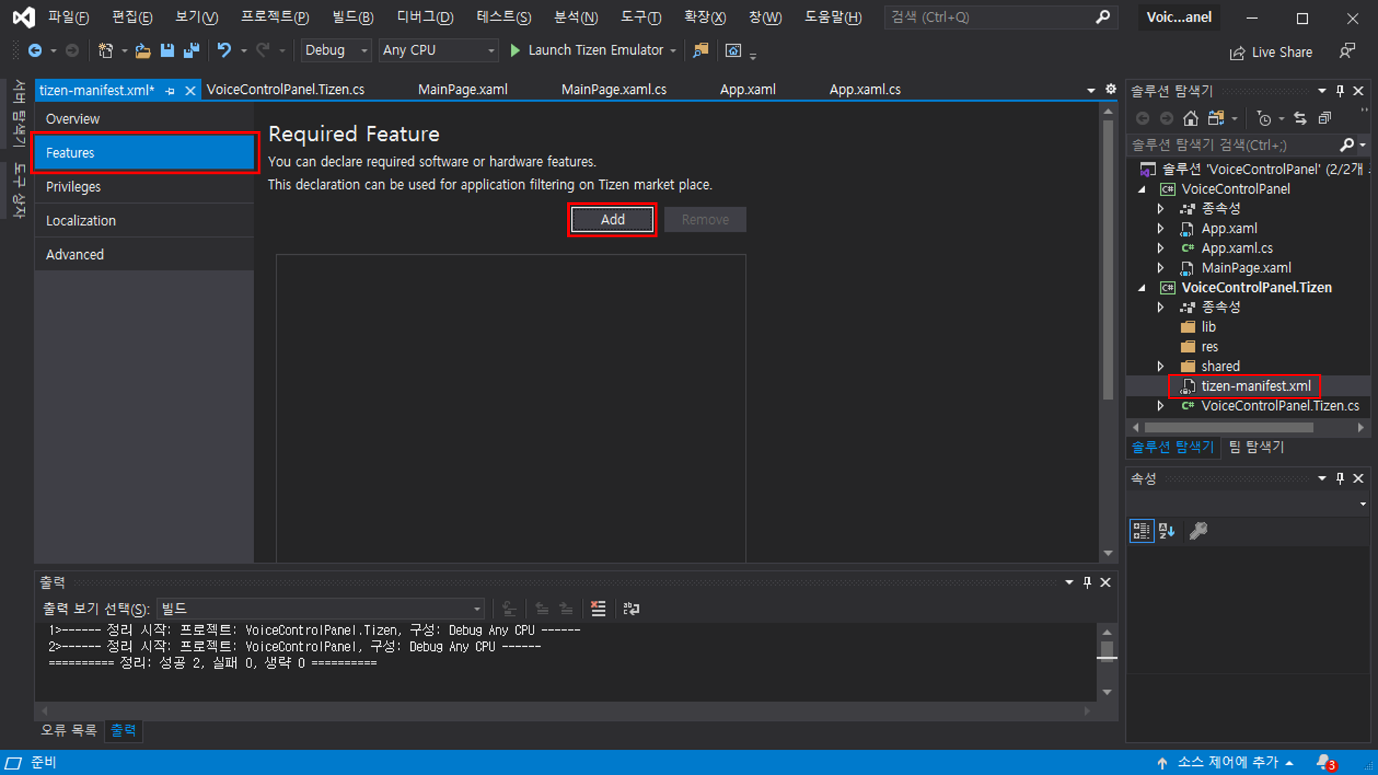 파일(F) 편집(E) 보기(V) 프로젝트(P) 빌드(B) 디버그(D) 테스트(S) 분석(N) 도구(T) 확장(X) 창(W) 도움말(H) 검색 (Ctrl+Q) Voic...anel
Debug Any CPU Launch Tizen Emulator Live Share
서버 탐색기
도구 상자
tizen-manifest.xml* VoiceControlPanel.Tizen.cs MainPage.xaml MainPage.xaml.cs App.xaml App.xaml.cs
Overview
Features
Privileges
Localization
Advanced
Required Feature
You can declare required software or hardware features.
This declaration can be used for application filtering on Tizen market place.
Add Remove
솔루션 탐색기
솔루션 탐색기 검색(Ctrl+;)
솔루션 'VoiceControlPanel' (2/2개
C# VoiceControlPanel
종속성
App.xaml
C# App.xaml.cs
MainPage.xaml
C# VoiceControlPanel.Tizen
종속성
lib
res
shared
tizen-manifest.xml
C# VoiceControlPanel.Tizen.cs
솔루션 탐색기 팀 탐색기
속성
출력
출력 보기 선택(S): 빌드
1>------ 정리 시작: 프로젝트: VoiceControlPanel.Tizen, 구성: Debug Any CPU ------
2>------ 정리 시작: 프로젝트: VoiceControlPanel, 구성: Debug Any CPU ------
========== 정리: 성공 2, 실패 0, 생략 0 ==========
오류 목록 출력
준비 소스 제어에 추가 3